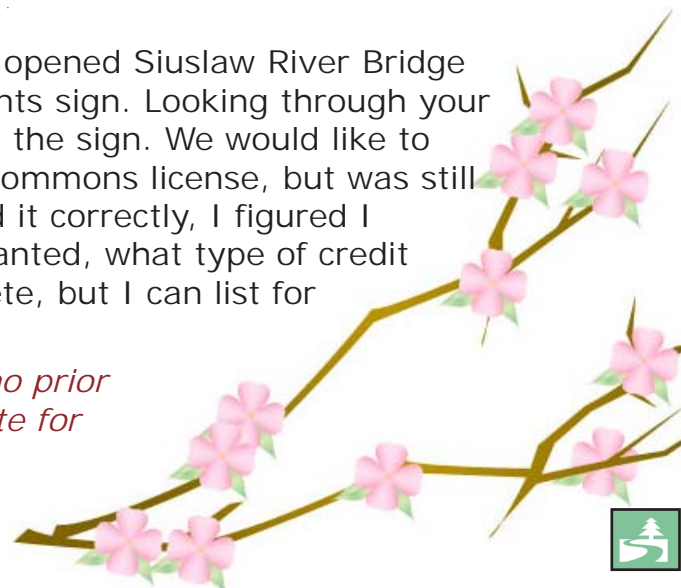 opened Siuslaw River Bridge
nts sign. Looking through your
the sign. We would like to
ommons license, but was still
d it correctly, I figured I
anted, what type of credit
ete, but I can list for
no prior
te for